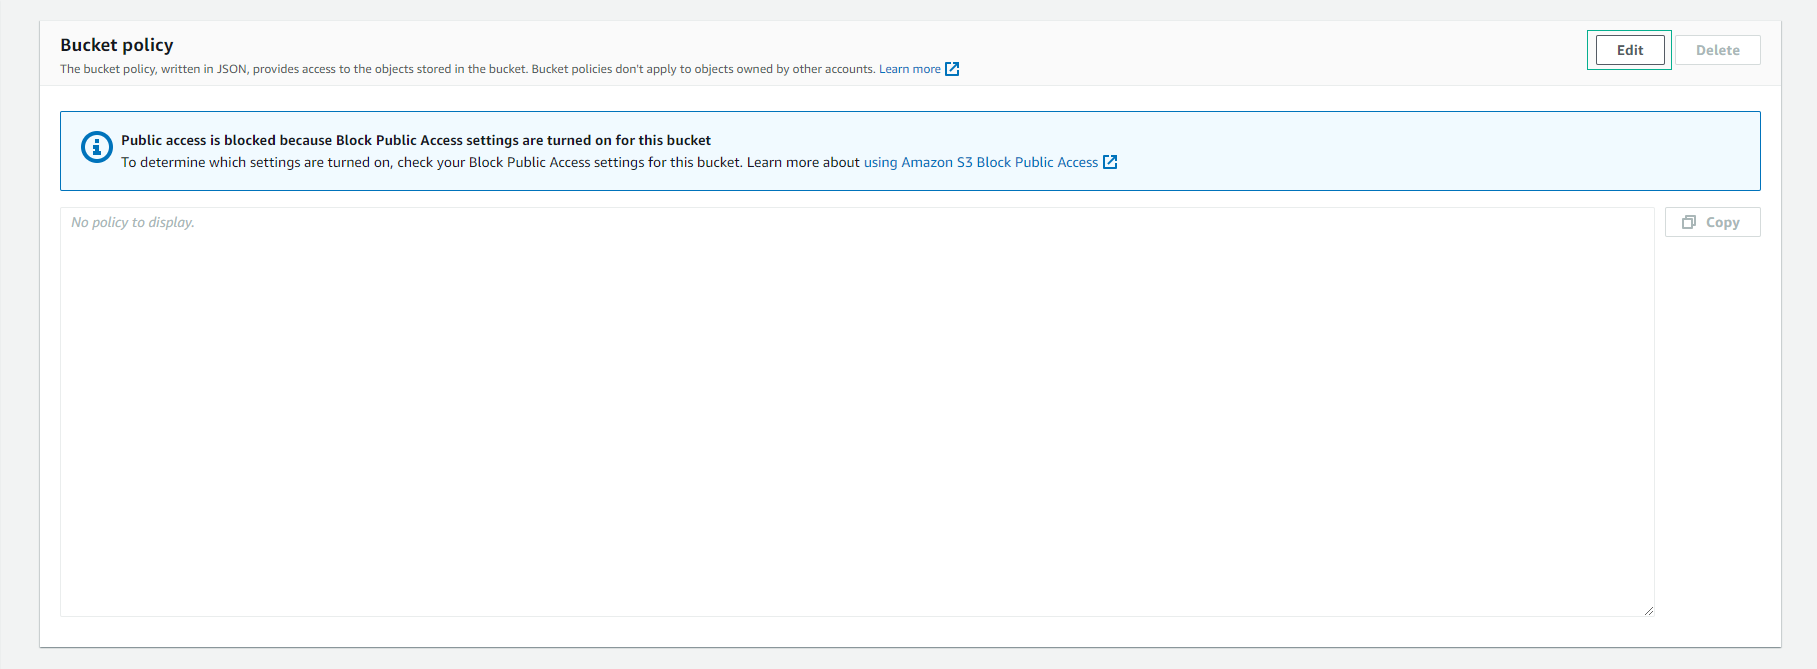 Bucket policy
Edit
Delete
The bucket policy, written in JSON, provides access to the objects stored in the bucket. Bucket policies don't apply to objects owned by other accounts. Learn more
Public access is blocked because Block Public Access settings are turned on for this bucket
To determine which settings are turned on, check your Block Public Access settings for this bucket. Learn more about using Amazon S3 Block Public Access
No policy to display.
Copy